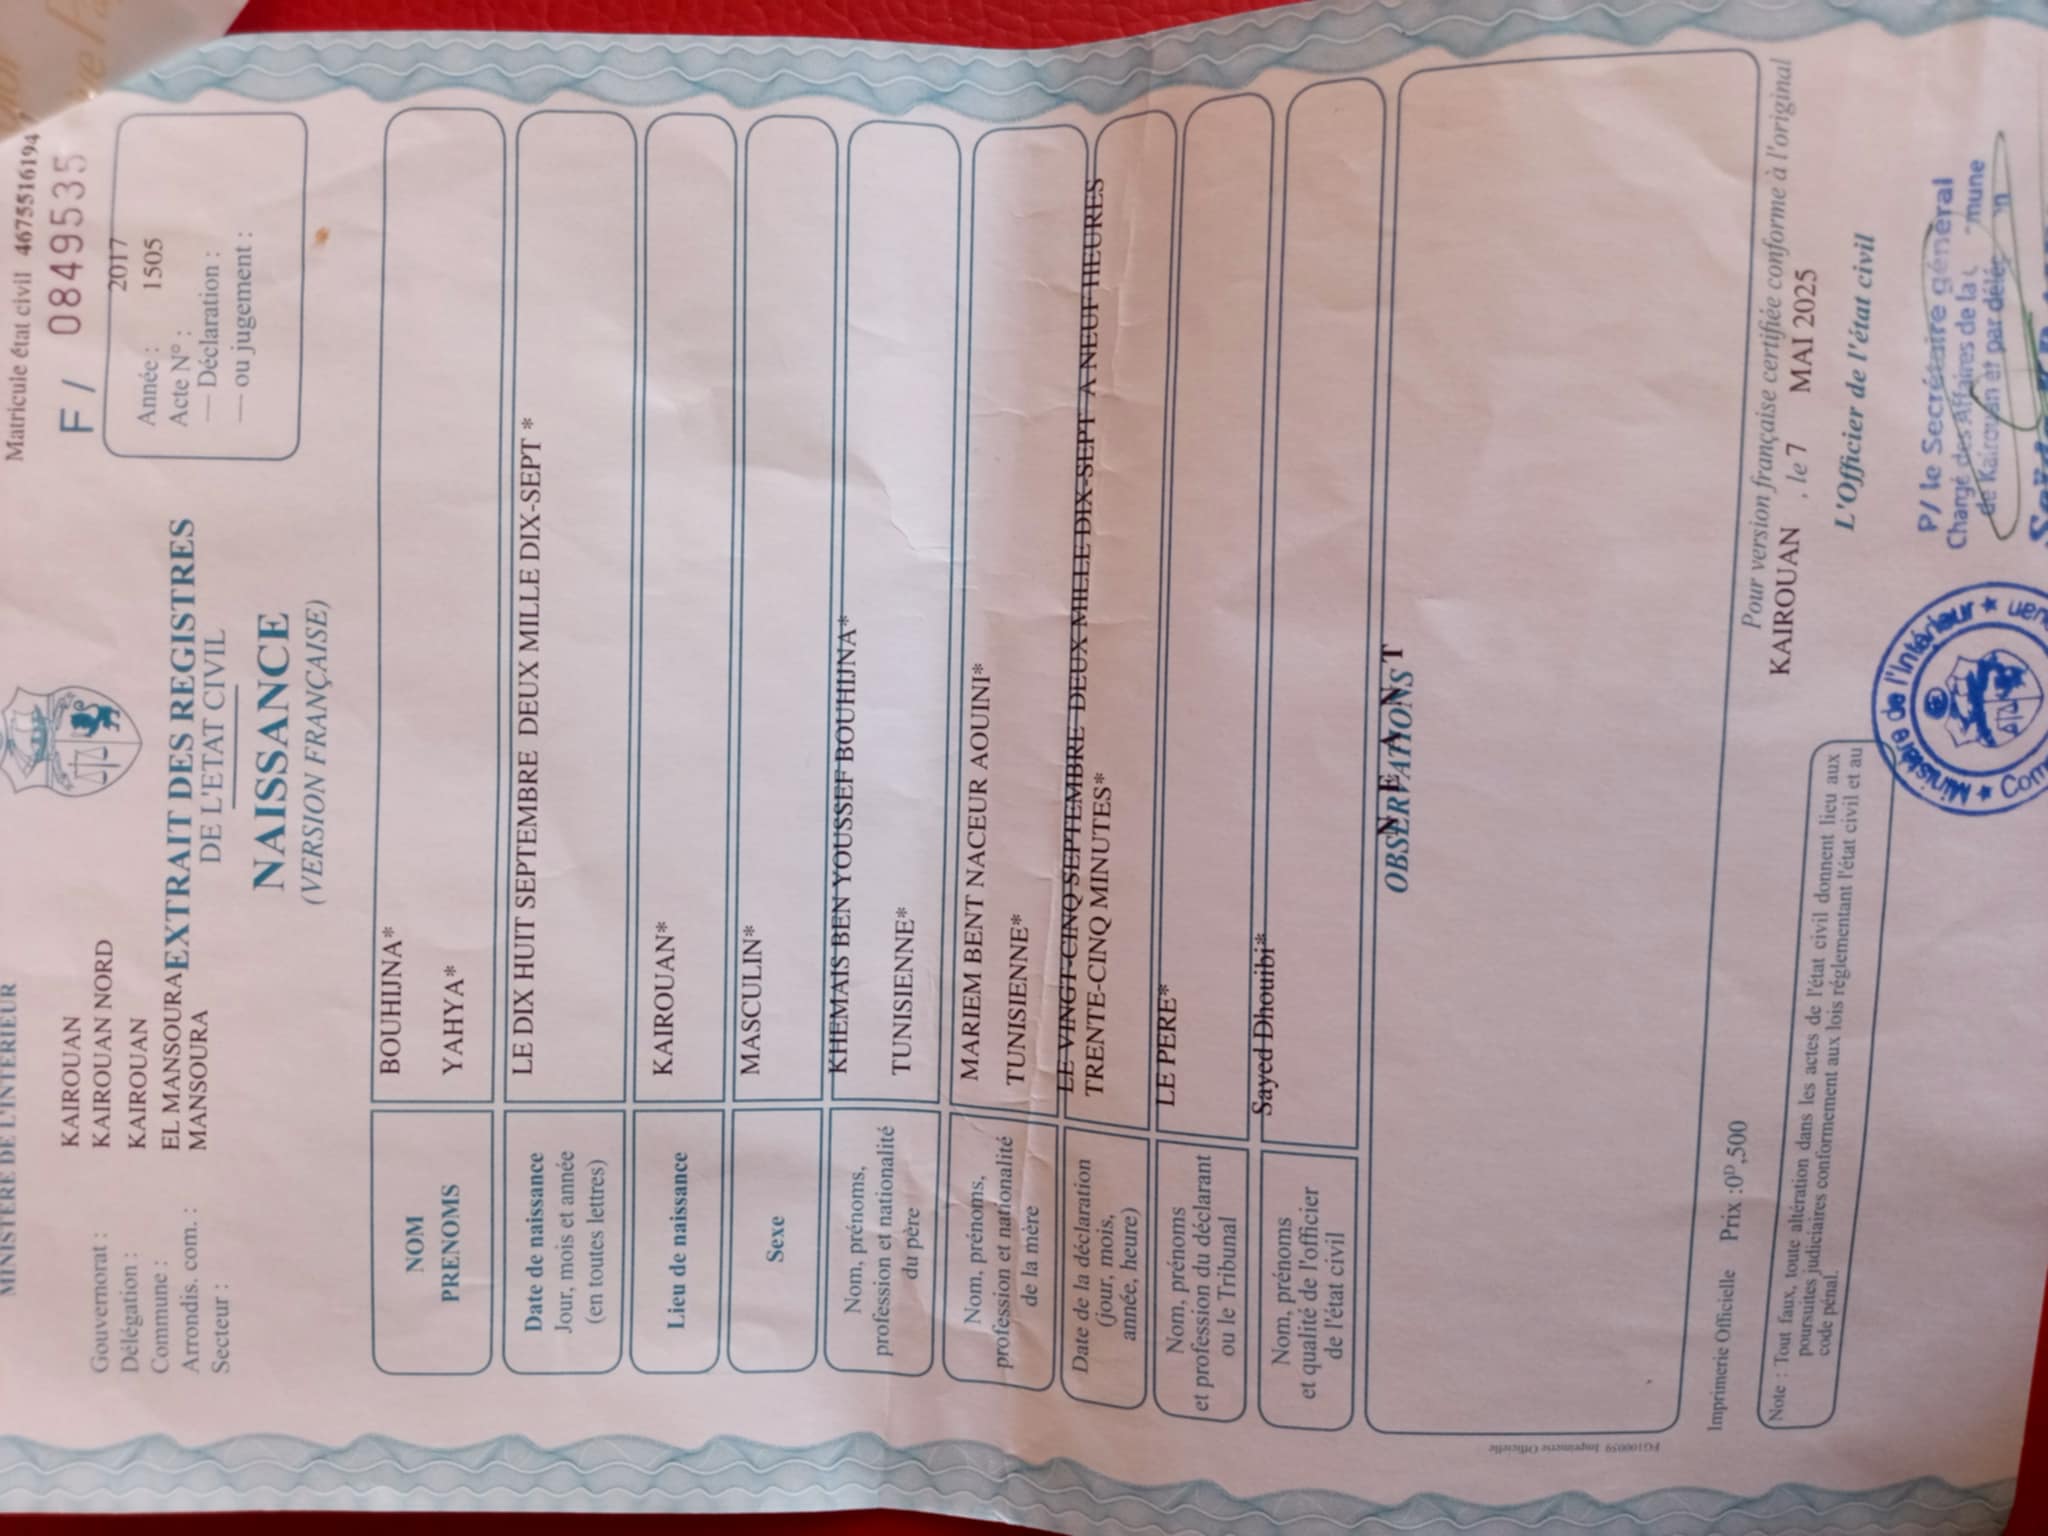 MINISTERE DE L'INTERIEUR
Matricule état civil 46755516194
F / 0849535
Gouvernorat : KAIROUAN
Délégation : KAIROUAN NORD
Commune : KAIROUAN
Arrondis. com. : EL MANSOURA
Secteur : MANSOURA
EXTRAIT DES REGISTRES
DE L'ETAT CIVIL
NAISSANCE
(VERSION FRANÇAISE)
Année : 2017
Acte N° : 1505
— Déclaration :
— ou jugement :
NOM BOUHJNA*
PRENOMS YAHYA*
Date de naissance
Jour, mois et année
(en toutes lettres)
LE DIX HUIT SEPTEMBRE DEUX MILLE DIX-SEPT *
Lieu de naissance KAIROUAN*
Sexe MASCULIN*
Nom, prénoms,
profession et nationalité
du père
KHEMAIS BEN YOUSSEF BOUHJNA*
TUNISIENNE*
Nom, prénoms,
profession et nationalité
de la mère
MARIEM BENT NACEUR AOUINI*
TUNISIENNE*
Date de la déclaration
(jour, mois,
année, heure)
LE VINGT-CINQ SEPTEMBRE DEUX MILLE DIX-SEPT A NEUF HEURES
TRENTE-CINQ MINUTES*
Nom, prénoms
et profession du déclarant
ou le Tribunal
LE PERE*
Nom, prénoms
et qualité de l'officier
de l'état civil
Sayed Dhouibi*
OBSERVATIONS
N E A N T
FG100059 Imprimerie Officielle
Imprimerie Officielle Prix :0D,500
Pour version française certifiée conforme à l'original
KAIROUAN , le 7 MAI 2025
L'Officier de l'état civil
Note : Tout faux, toute altération dans les actes de l'état civil donnent lieu aux
poursuites judiciaires conformement aux lois réglementant l'état civil et au
code pénal.
P/ le Secrétaire général
Chargé des Affaires de la mune
de Kairouan et par
Ministère de l'Intérieur